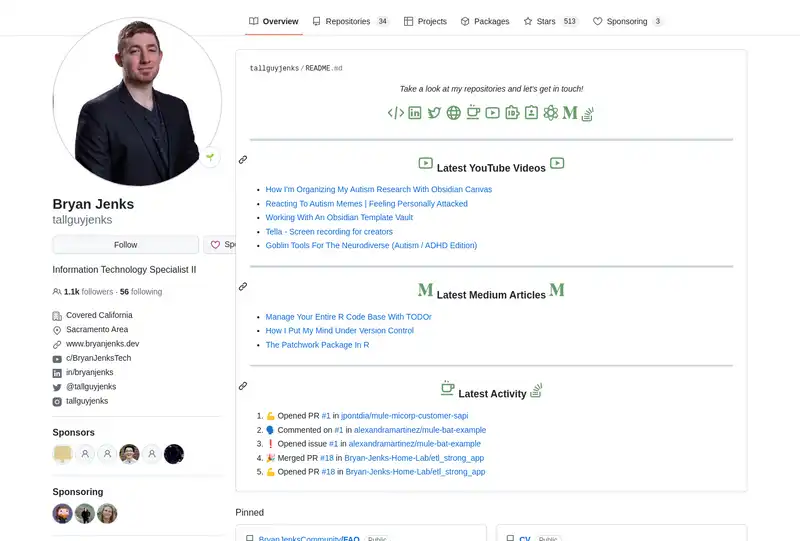 Overview
Repositories 34
Projects
Packages
Stars 513
Sponsoring 3
Bryan Jenks
tallguyjenks
Follow
Spo
Information Technology Specialist II
1.1k followers · 56 following
Covered California
Sacramento Area
www.bryanjenks.dev
c/BryanJenksTech
in/bryanjenks
@tallguyjenks
tallguyjenks
Sponsors
Sponsoring
tallguyjenks/README.md
Take a look at my repositories and let's get in touch!
Latest YouTube Videos
How I'm Organizing My Autism Research With Obsidian Canvas
Reacting To Autism Memes | Feeling Personally Attacked
Working With An Obsidian Template Vault
Tella - Screen recording for creators
Goblin Tools For The Neurodiverse (Autism / ADHD Edition)
M Latest Medium Articles M
Manage Your Entire R Code Base With TODOr
How I Put My Mind Under Version Control
The Patchwork Package In R
Latest Activity
1. 💪 Opened PR #1 in jpontdia/mule-micorp-customer-sapi
2. 🗣 Commented on #1 in alexandramartinez/mule-bat-example
3. ❗ Opened issue #1 in alexandramartinez/mule-bat-example
4. 🎉 Merged PR #18 in Bryan-Jenks-Home-Lab/etl_strong_app
5. 💪 Opened PR #18 in Bryan-Jenks-Home-Lab/etl_strong_app
Pinned
BryanJenksCommunity/FAQ Public
CV Public